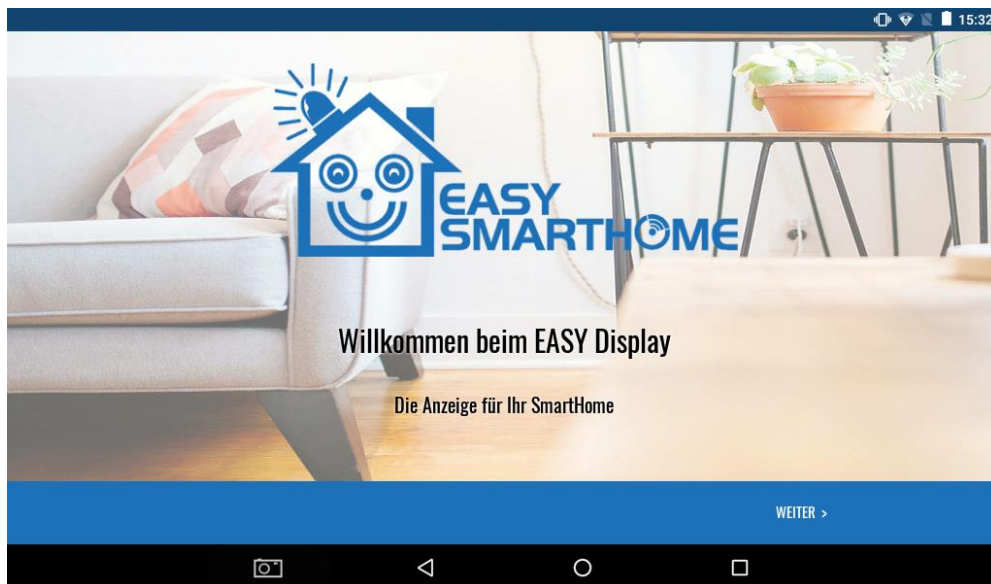 15:32
EASY
SMARTHOME
Willkommen beim EASY Display
Die Anzeige für Ihr SmartHome
WEITER >